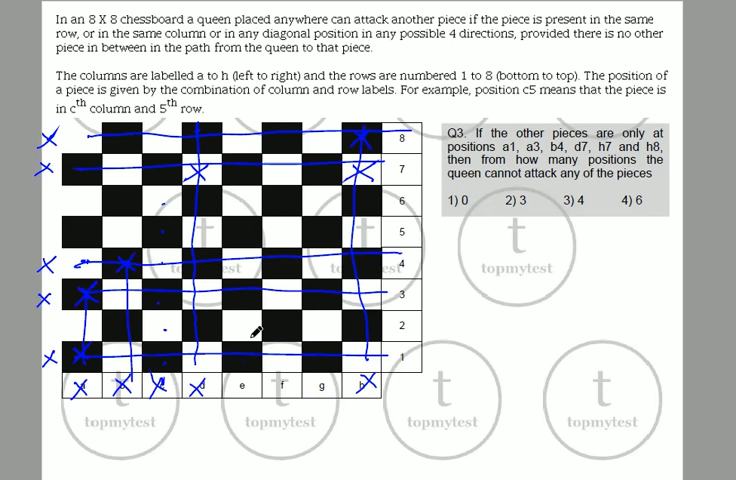 In an 8 X 8 chessboard a queen placed anywhere can attack another piece if the piece is present in the same
row, or in the same column or in any diagonal position in any possible 4 directions, provided there is no other
piece in between in the path from the queen to that piece.
The columns are labelled a to h (left to right) and the rows are numbered 1 to 8 (bottom to top). The position of
a piece is given by the combination of column and row labels. For example, position c5 means that the piece is
in cth column and 5th row.
Q3. If the other pieces are only at
positions a1, a3, b4, d7, h7 and h8,
then from how many positions the
queen cannot attack any of the pieces
1) 0 2) 3 3) 4 4) 6
8
7
6
5
4
3
2
1
d e f g h
t
topmytest
t
topmytest
t
topmytest
t
topmytest
t
topmytest